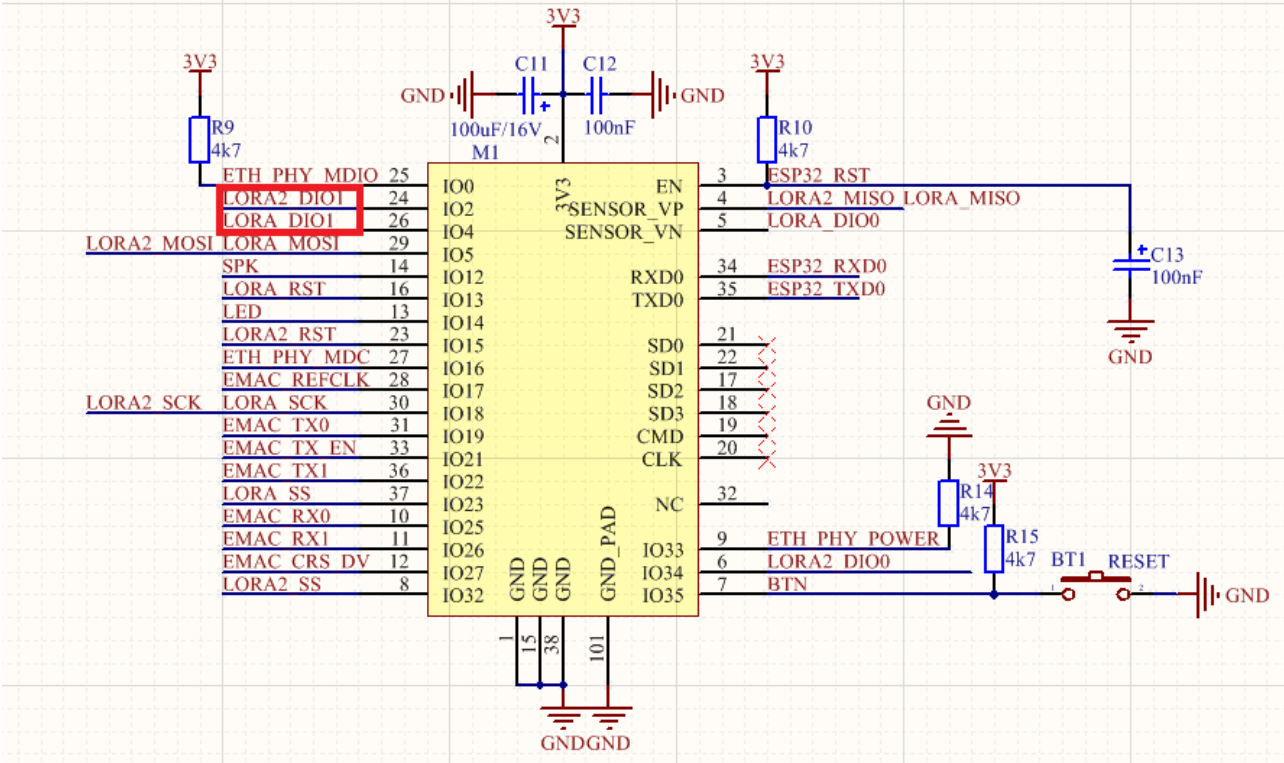 3V3
3V3
C11
C12
3V3
GND
GND
100uF/16V
100nF
R9
4k7
R10
4k7
M1
2
3V3
ETH_PHY_MDIO 25 IO0
EN 3 ESP32_RST
LORA2_DIO1 24 IO2
SENSOR_VP 4 LORA2_MISO LORA_MISO
LORA_DIO1 26 IO4
SENSOR_VN 5 LORA_DIO0
LORA2_MOSI LORA_MOSI 29 IO5
SPK 14 IO12
RXD0 34 ESP32_RXD0
LORA_RST 16 IO13
TXD0 35 ESP32_TXD0
C13
100nF
GND
LED 13 IO14
LORA2_RST 23 IO15
SD0 21
ETH_PHY_MDC 27 IO16
SD1 22
EMAC_REFCLK 28 IO17
SD2 17
LORA2_SCK LORA_SCK 30 IO18
SD3 18
EMAC_TX0 31 IO19
CMD 19
EMAC_TX_EN 33 IO21
CLK 20
EMAC_TX1 36 IO22
LORA_SS 37 IO23
NC 32
EMAC_RX0 10 IO25
EMAC_RX1 11 IO26
IO33 9 ETH_PHY_POWER
EMAC_CRS_DV 12 IO27
IO34 6 LORA2_DIO0
LORA2_SS 8 IO32
IO35 7 BTN
GND
R14
4k7
3V3
R15
4k7
BT1 RESET
1 2
GND
GND
GND
GND
GND_PAD
1
15
38
101
GND
GND